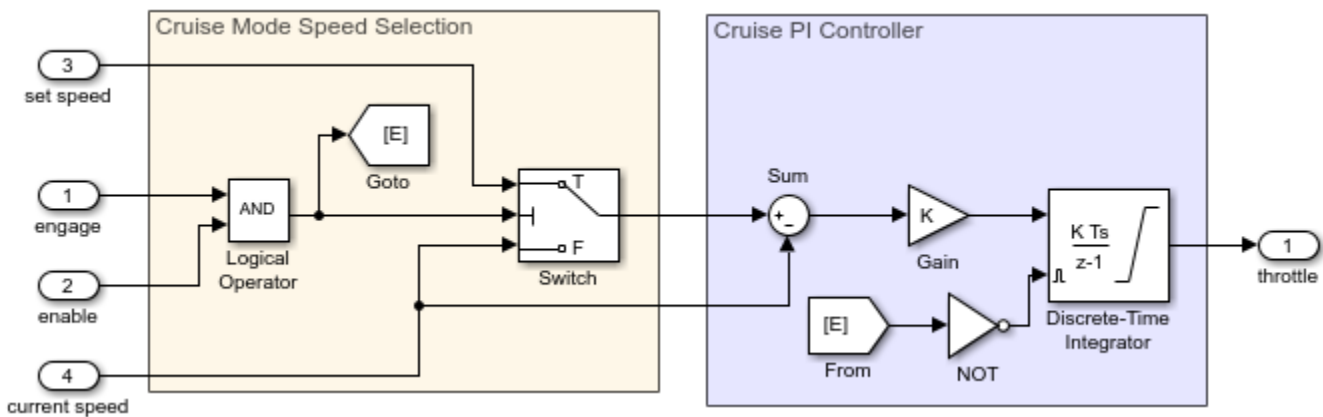 Cruise Mode Speed Selection
3
set speed
[E]
Goto
1
engage
AND
Logical
Operator
T
F
Switch
2
enable
4
current speed
Cruise PI Controller
Sum
+
−
K
Gain
K Ts
z-1
Discrete-Time
Integrator
[E]
From
NOT
1
throttle